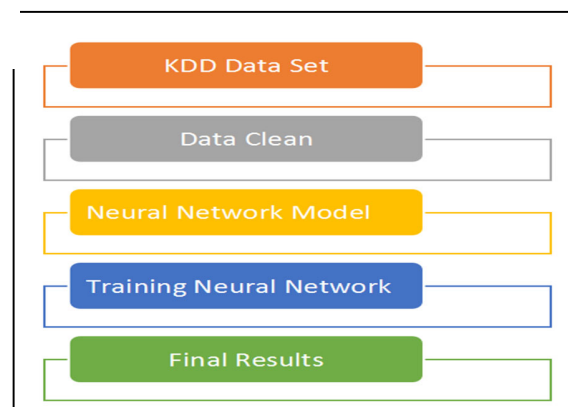 KDD Data Set
Data Clean
Neural Network Model
Training Neural Network
Final Results